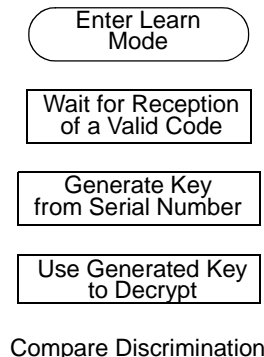 Enter Learn
Mode
Wait for Reception
of a Valid Code
Generate Key
from Serial Number
Use Generated Key
to Decrypt
Compare Discrimination